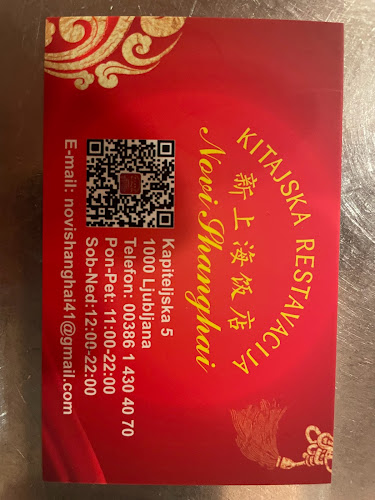 KITAJSKA RESTAVACIJA
新上海饭店
Novi Shanghai
Kapiteljska 5
1000 Ljubljana
Telefon: 00386 1 430 40 70
Pon-Pet: 11:00-22:00
Sob-Ned:12:00-22:00
E-mail: novishanghai41@gmail.com